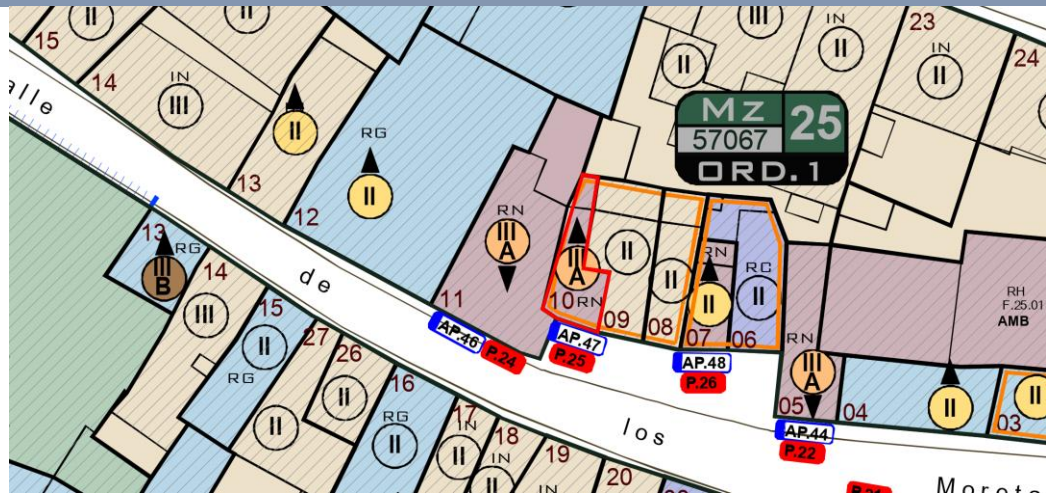 15
II
14
IN
III
II
II
13
RG
II
12
alle
de
los
Moreto
III
II
IN
II
23
IN
II
24
Mz
57067
25
ORD.1
RN
III
A
11
10
RN
II
09
II
08
RN
II
07
RC
II
06
RN
III
A
05
04
II
II
03
RH
F.25.01
AMB
AP.46
P.24
AP.47
P.25
AP.48
P.26
AP.44
P.22
13
RG
III
B
14
III
15
II
RG
27
II
26
II
16
RG
II
17
IN
II
18
IN
II
19
IN
20